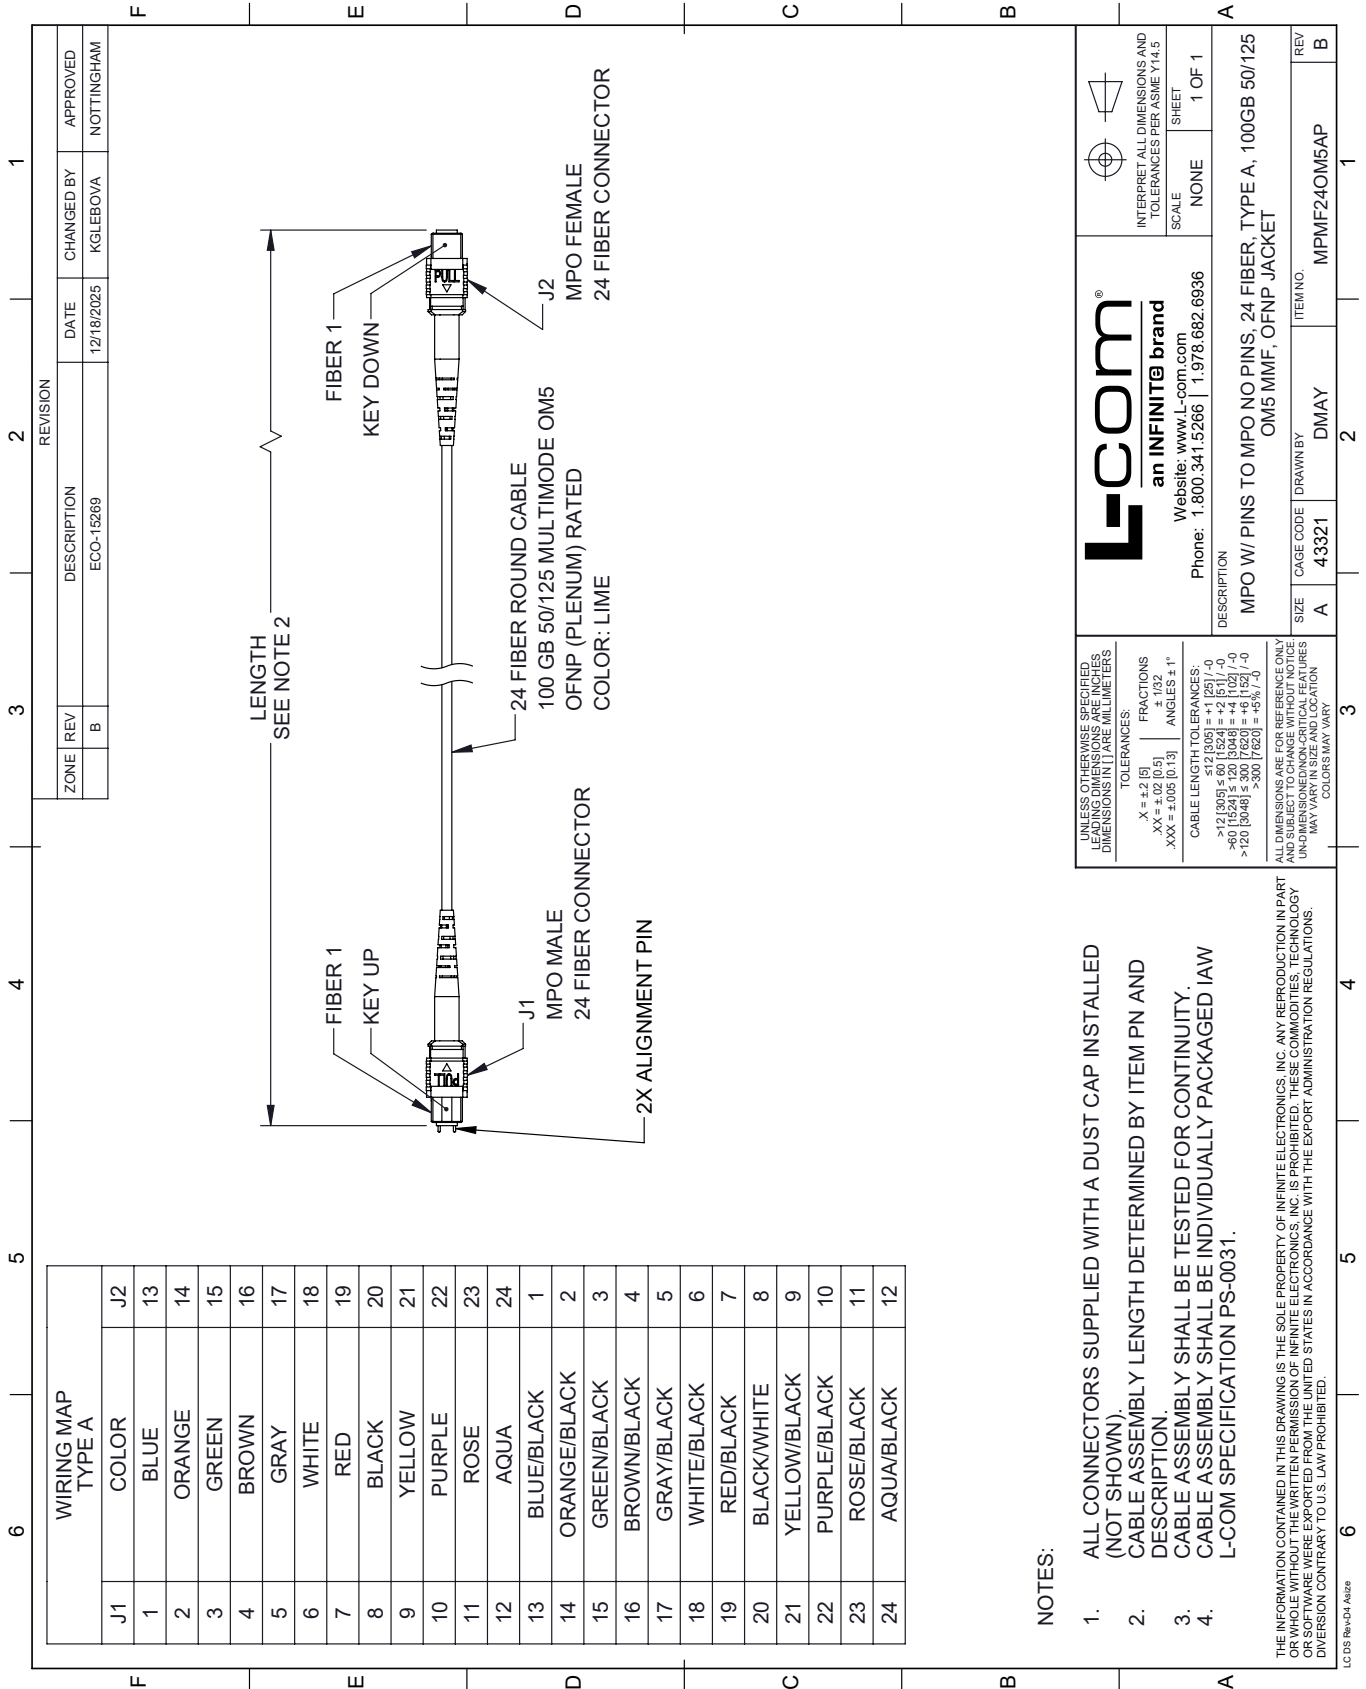 6
5
4
3
2
1
F
E
D
C
B
A
REVISION
ZONE REV DESCRIPTION DATE CHANGED BY APPROVED
B ECO-15269 12/18/2025 KGLEBOVA NOTTINGHAM
WIRING MAP
TYPE A
J1 COLOR J2
1 BLUE 13
2 ORANGE 14
3 GREEN 15
4 BROWN 16
5 GRAY 17
6 WHITE 18
7 RED 19
8 BLACK 20
9 YELLOW 21
10 PURPLE 22
11 ROSE 23
12 AQUA 24
13 BLUE/BLACK 1
14 ORANGE/BLACK 2
15 GREEN/BLACK 3
16 BROWN/BLACK 4
17 GRAY/BLACK 5
18 WHITE/BLACK 6
19 RED/BLACK 7
20 BLACK/WHITE 8
21 YELLOW/BLACK 9
22 PURPLE/BLACK 10
23 ROSE/BLACK 11
24 AQUA/BLACK 12
LENGTH
SEE NOTE 2
FIBER 1
KEY UP
FIBER 1
KEY DOWN
PULL
PULL
J1
MPO MALE
24 FIBER CONNECTOR
2X ALIGNMENT PIN
24 FIBER ROUND CABLE
100 GB 50/125 MULTIMODE OM5
OFNP (PLENUM) RATED
COLOR: LIME
J2
MPO FEMALE
24 FIBER CONNECTOR
NOTES:
1. ALL CONNECTORS SUPPLIED WITH A DUST CAP INSTALLED
(NOT SHOWN).
2. CABLE ASSEMBLY LENGTH DETERMINED BY ITEM PN AND
DESCRIPTION.
3. CABLE ASSEMBLY SHALL BE TESTED FOR CONTINUITY.
4. CABLE ASSEMBLY SHALL BE INDIVIDUALLY PACKAGED IAW
L-COM SPECIFICATION PS-0031.
THE INFORMATION CONTAINED IN THIS DRAWING IS THE SOLE PROPERTY OF INFINITE ELECTRONICS, INC. ANY REPRODUCTION IN PART
OR WHOLE WITHOUT THE WRITTEN PERMISSION OF INFINITE ELECTRONICS, INC. IS PROHIBITED. THESE COMMODITIES, TECHNOLOGY
OR SOFTWARE WERE EXPORTED FROM THE UNITED STATES IN ACCORDANCE WITH THE EXPORT ADMINISTRATION REGULATIONS.
DIVERSION CONTRARY TO U.S. LAW PROHIBITED.
UNLESS OTHERWISE SPECIFIED
LEADING DIMENSIONS ARE INCHES
DIMENSIONS IN [ ] ARE MILLIMETERS
TOLERANCES:
.X = ±.2 [5]
.XX = ±.02 [0.5]
.XXX = ±.005 [0.13]
FRACTIONS
± 1/32
ANGLES ± 1°
CABLE LENGTH TOLERANCES:
≤12 [305] = +1 [25] / -0
>12 [305] ≤ 60 [1524] = +2 [51] / -0
>60 [1524] ≤ 120 [3048] = +4 [102] / -0
>120 [3048] ≤ 300 [7620] = +6 [152] / -0
>300 [7620] = +5% / -0
ALL DIMENSIONS ARE FOR REFERENCE ONLY
AND SUBJECT TO CHANGE WITHOUT NOTICE.
UN-DIMENSIONED/NON-CRITICAL FEATURES
MAY VARY IN SIZE AND LOCATION
COLORS MAY VARY
L-com®
an INFINIT@ brand
Website: www.L-com.com
Phone: 1.800.341.5266 | 1.978.682.6936
INTERPRET ALL DIMENSIONS AND
TOLERANCES PER ASME Y14.5
SCALE
NONE
SHEET
1 OF 1
DESCRIPTION
MPO W/ PINS TO MPO NO PINS, 24 FIBER, TYPE A, 100GB 50/125
OM5 MMF, OFNP JACKET
SIZE
A
CAGE CODE
43321
DRAWN BY
DMAY
ITEM NO.
MPMF24OM5AP
REV
B
F
E
D
C
B
A
LC DS Rev-D4 Asize
6
5
4
3
2
1